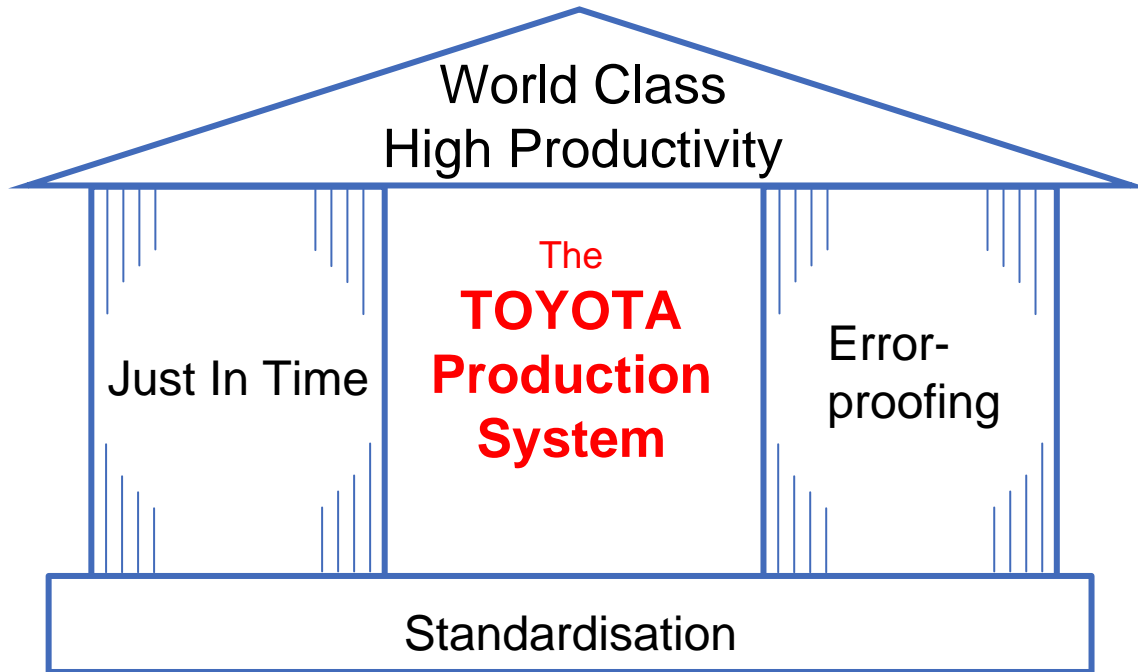 World Class
High Productivity
The
TOYOTA
Production
System
Just In Time
Error-
proofing
Standardisation